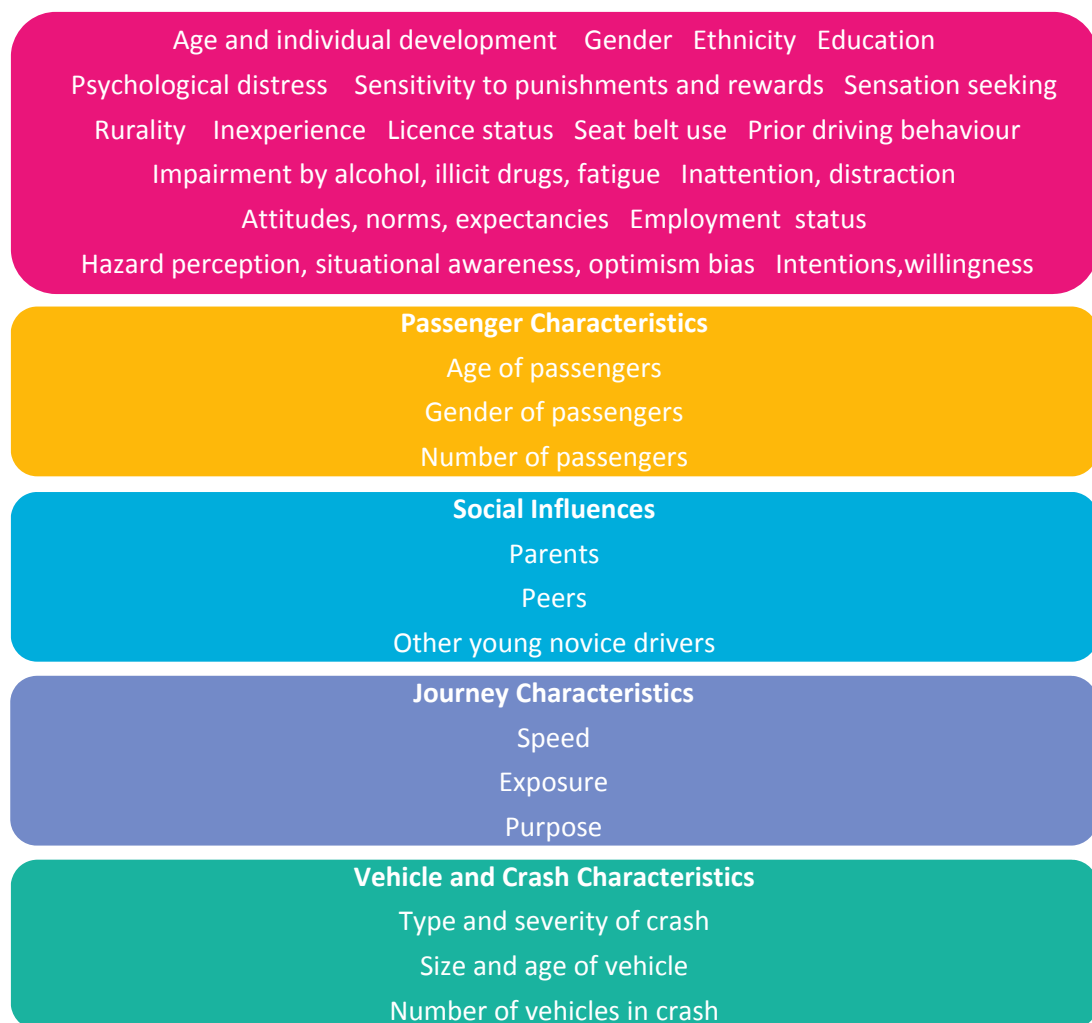 Age and individual development Gender Ethnicity Education
Psychological distress Sensitivity to punishments and rewards Sensation seeking
Rurality Inexperience Licence status Seat belt use Prior driving behaviour
Impairment by alcohol, illicit drugs, fatigue Inattention, distraction
Attitudes, norms, expectancies Employment status
Hazard perception, situational awareness, optimism bias Intentions,willingness
Passenger Characteristics
Age of passengers
Gender of passengers
Number of passengers
Social Influences
Parents
Peers
Other young novice drivers
Journey Characteristics
Speed
Exposure
Purpose
Vehicle and Crash Characteristics
Type and severity of crash
Size and age of vehicle
Number of vehicles in crash